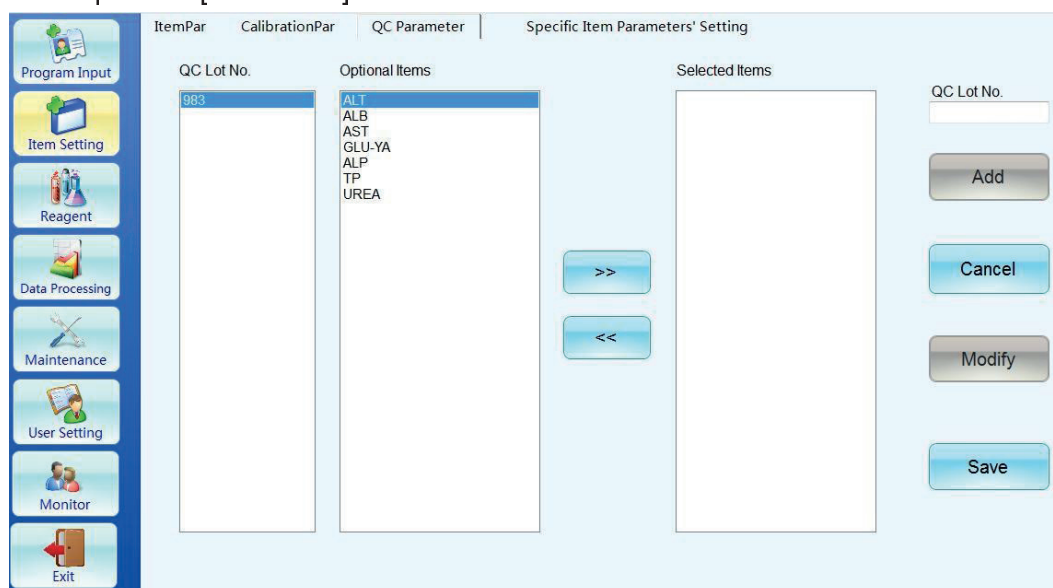 ItemPar CalibrationPar QC Parameter Specific Item Parameters' Setting
Program Input
Item Setting
Reagent
Data Processing
Maintenance
User Setting
Monitor
Exit
QC Lot No.
983
Optional Items
ALT
ALB
AST
GLU-YA
ALP
TP
UREA
>>
<<
Selected Items
QC Lot No.
Add
Cancel
Modify
Save